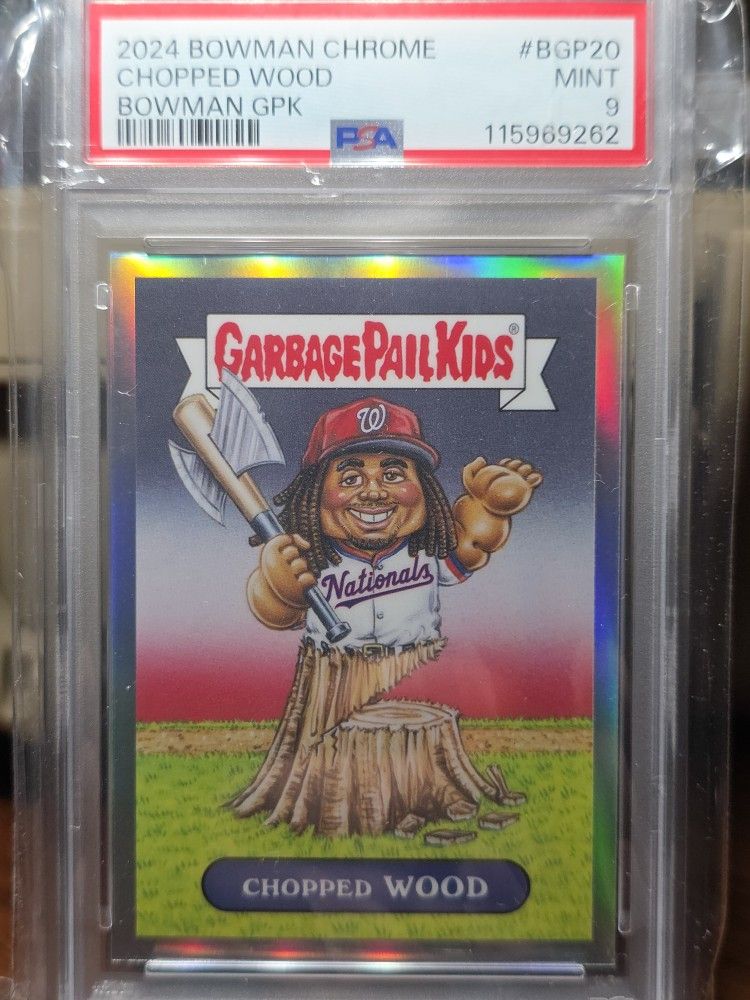 2024 BOWMAN CHROME #BGP20
CHOPPED WOOD MINT
BOWMAN GPK 9
PSA 115969262
GARBAGE PAIL KIDS ®
W
Nationals
CHOPPED WOOD